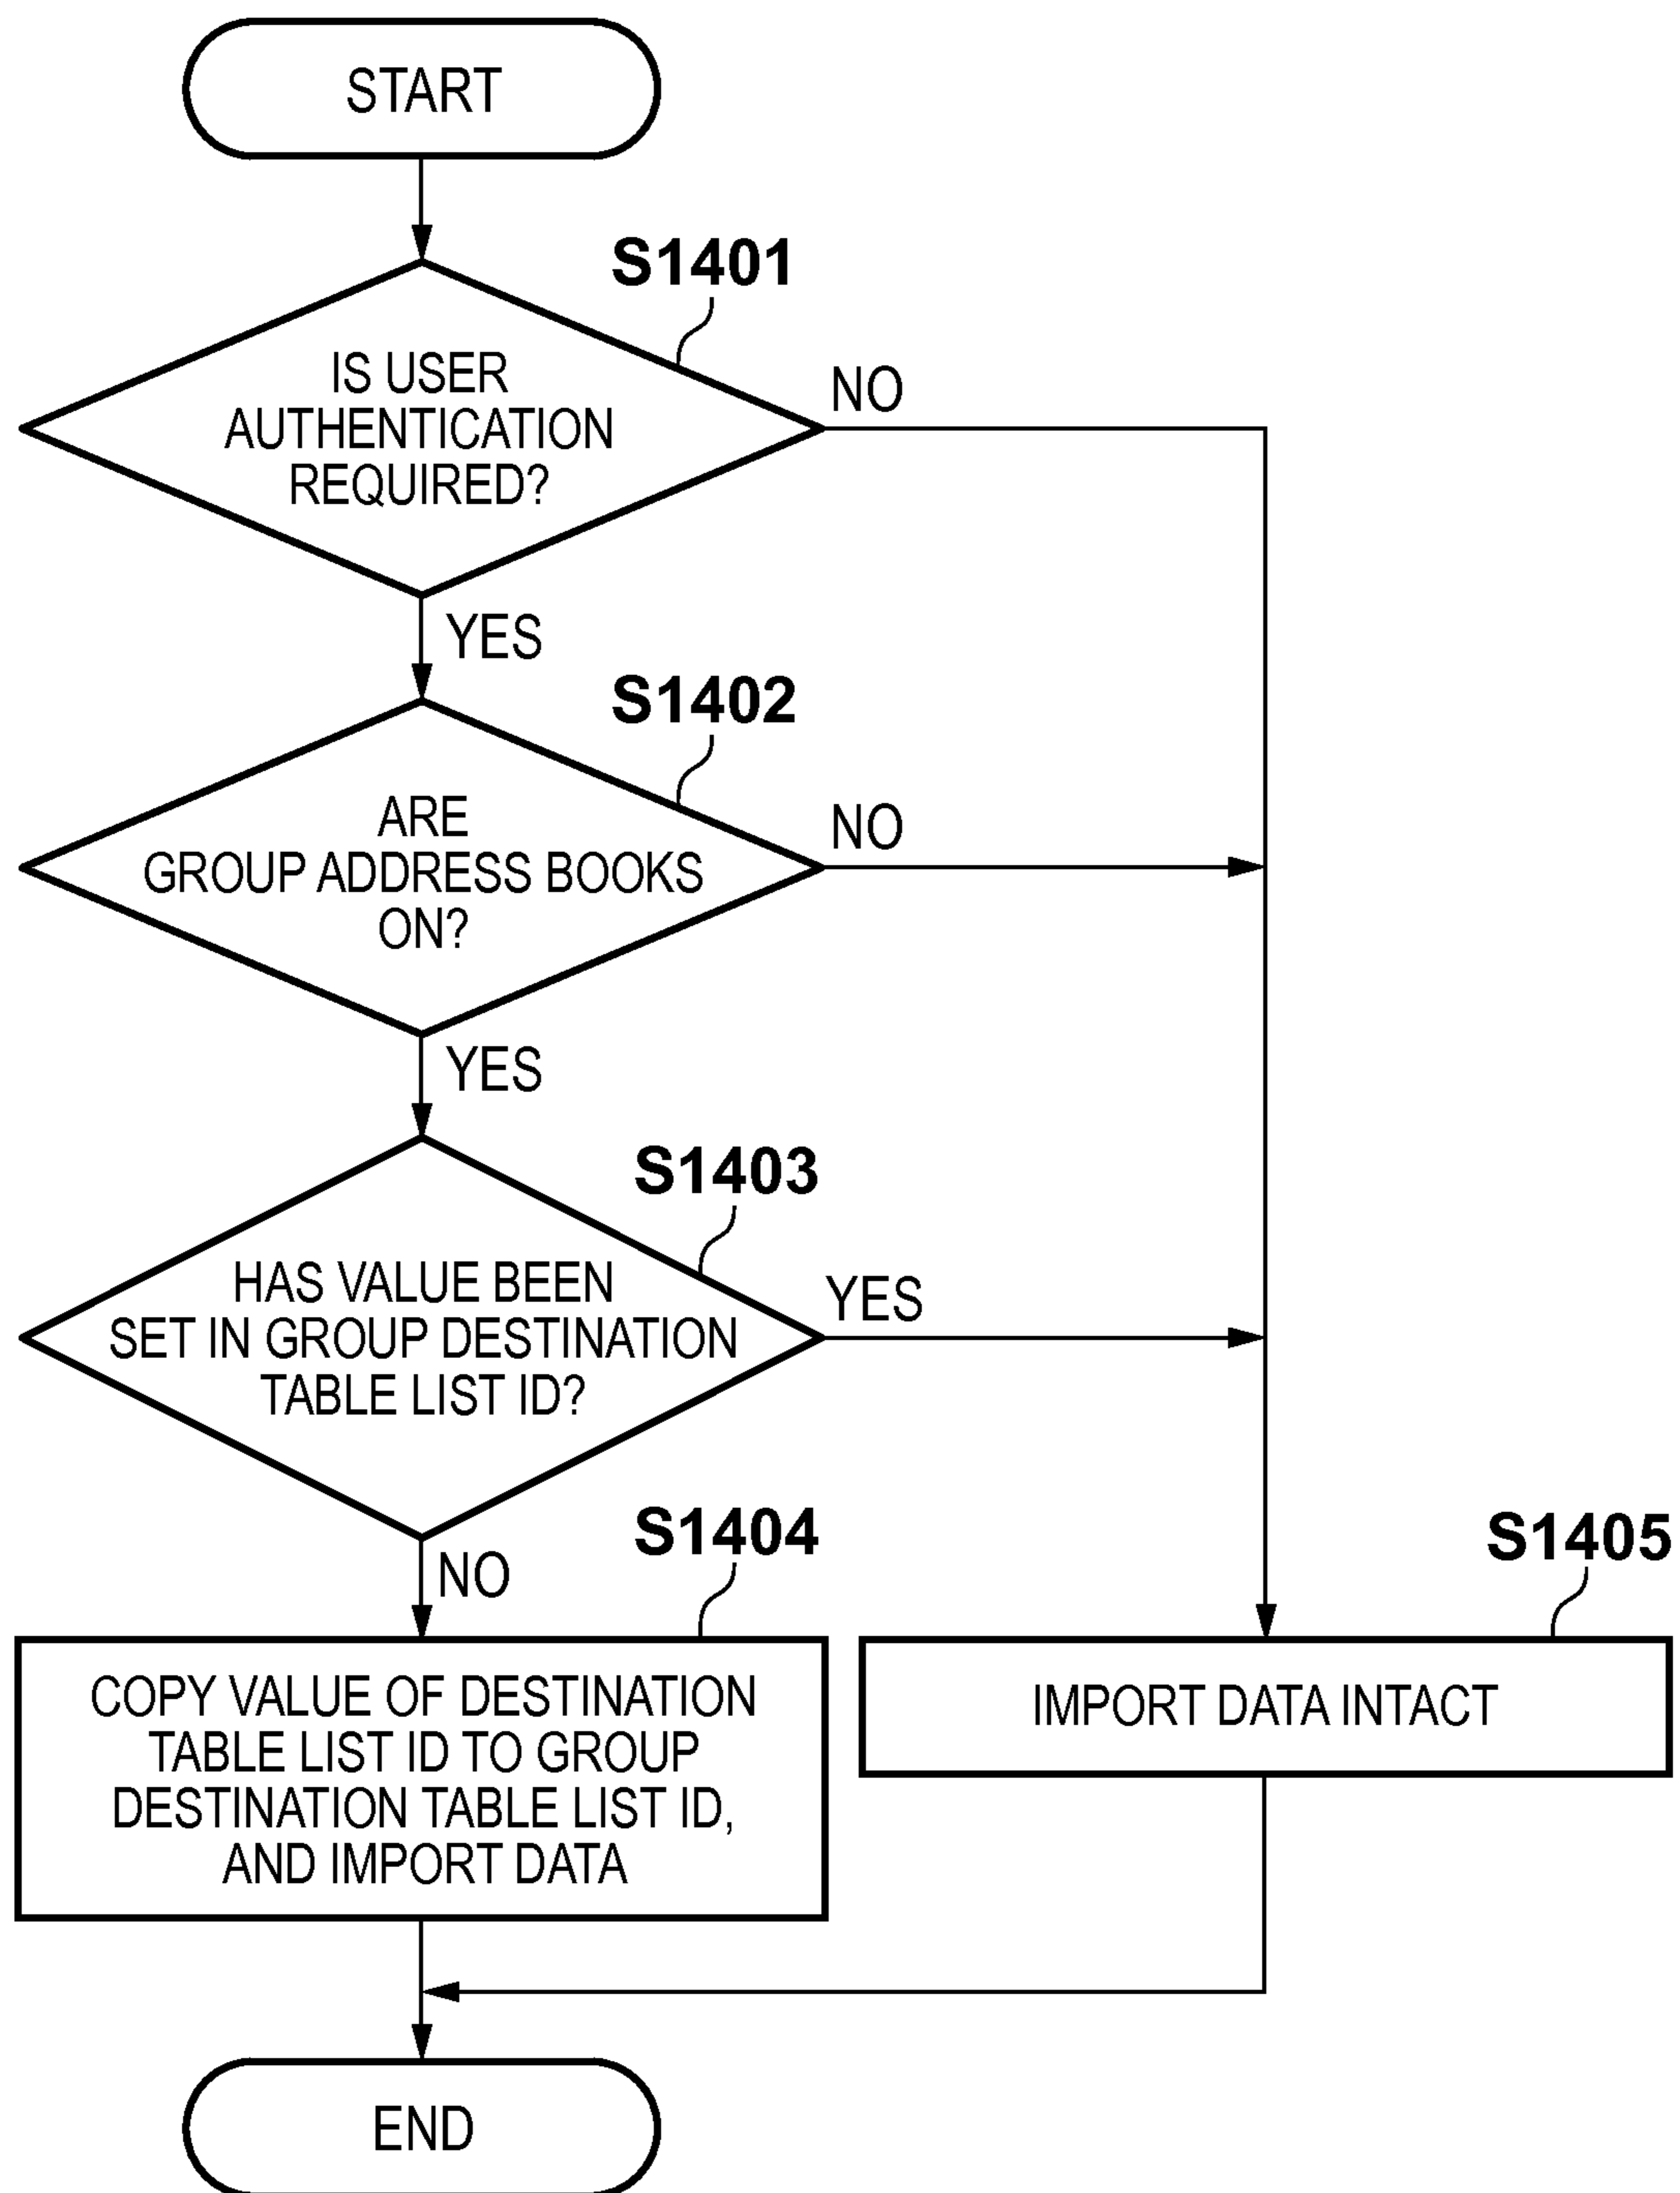 START
S1401
IS USER
AUTHENTICATION
REQUIRED?
NO
YES
S1402
ARE
GROUP ADDRESS BOOKS
ON?
NO
YES
S1403
HAS VALUE BEEN
SET IN GROUP DESTINATION
TABLE LIST ID?
YES
NO
S1404
COPY VALUE OF DESTINATION
TABLE LIST ID TO GROUP
DESTINATION TABLE LIST ID,
AND IMPORT DATA
S1405
IMPORT DATA INTACT
END